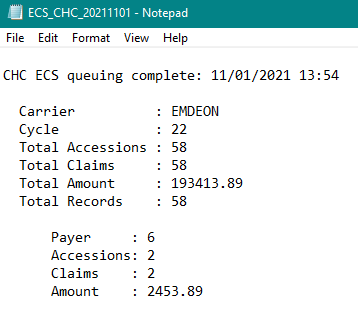 ECS_CHC_20211101 - Notepad
File Edit Format View Help
CHC ECS queuing complete: 11/01/2021 13:54
Carrier : EMDEON
Cycle : 22
Total Accessions : 58
Total Claims : 58
Total Amount : 193413.89
Total Records : 58
Payer : 6
Accessions: 2
Claims : 2
Amount : 2453.89